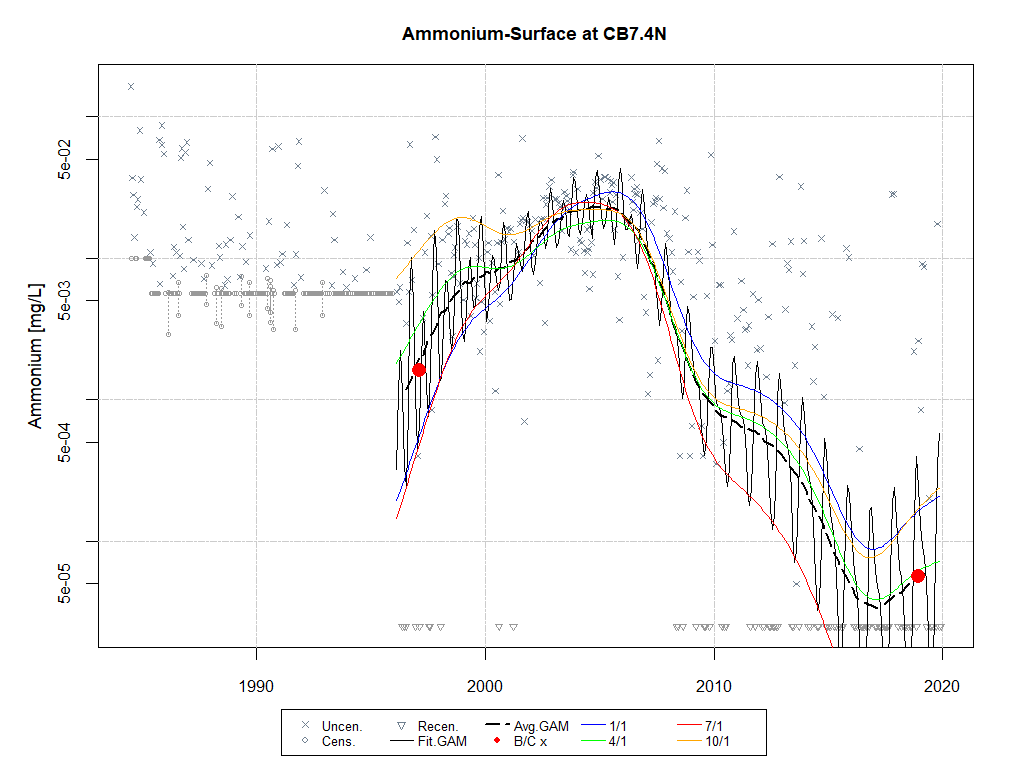 Ammonium-Surface at CB7.4N
Ammonium [mg/L]
5e-02
5e-03
5e-04
5e-05
1990 2000 2010 2020
Uncen. Recen. Avg.GAM 1/1 7/1
Cens. Fit.GAM B/C x 4/1 10/1